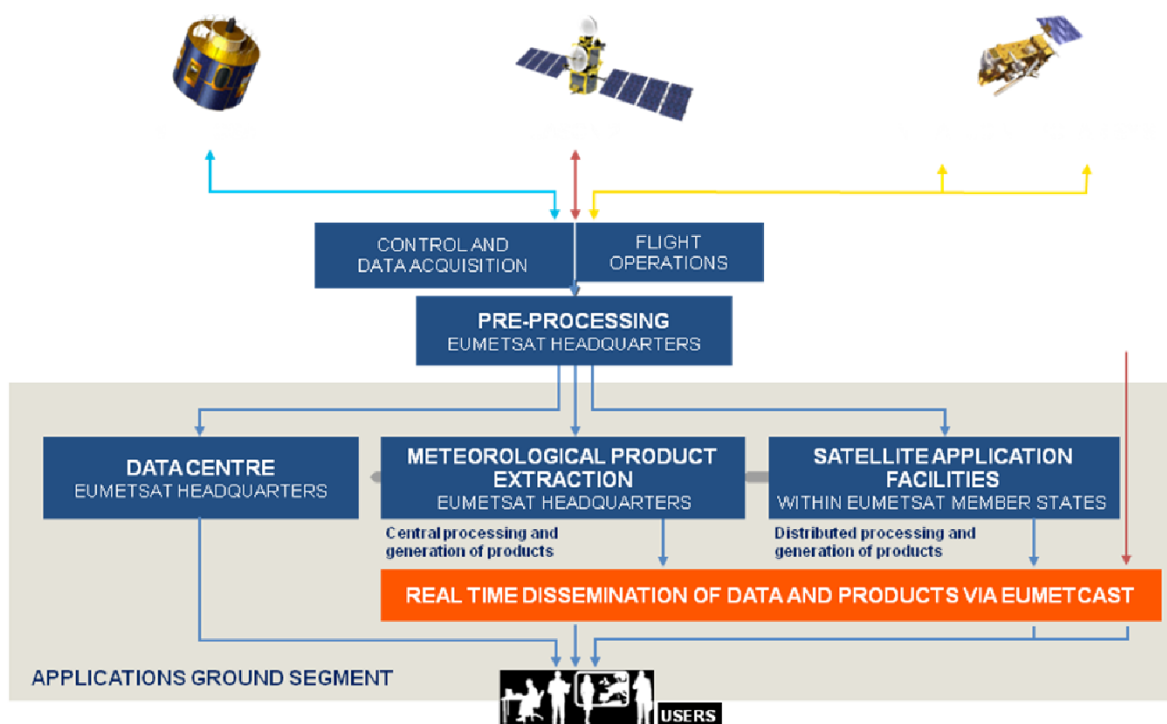 CONTROL AND
DATA ACQUISITION
FLIGHT
OPERATIONS
PRE-PROCESSING
EUMETSAT HEADQUARTERS
DATA CENTRE
EUMETSAT HEADQUARTERS
METEOROLOGICAL PRODUCT
EXTRACTION
EUMETSAT HEADQUARTERS
SATELLITE APPLICATION
FACILITIES
WITHIN EUMETSAT MEMBER STATES
Central processing and
generation of products
Distributed processing and
generation of products
REAL TIME DISSEMINATION OF DATA AND PRODUCTS VIA EUMETCAST
APPLICATIONS GROUND SEGMENT
USERS